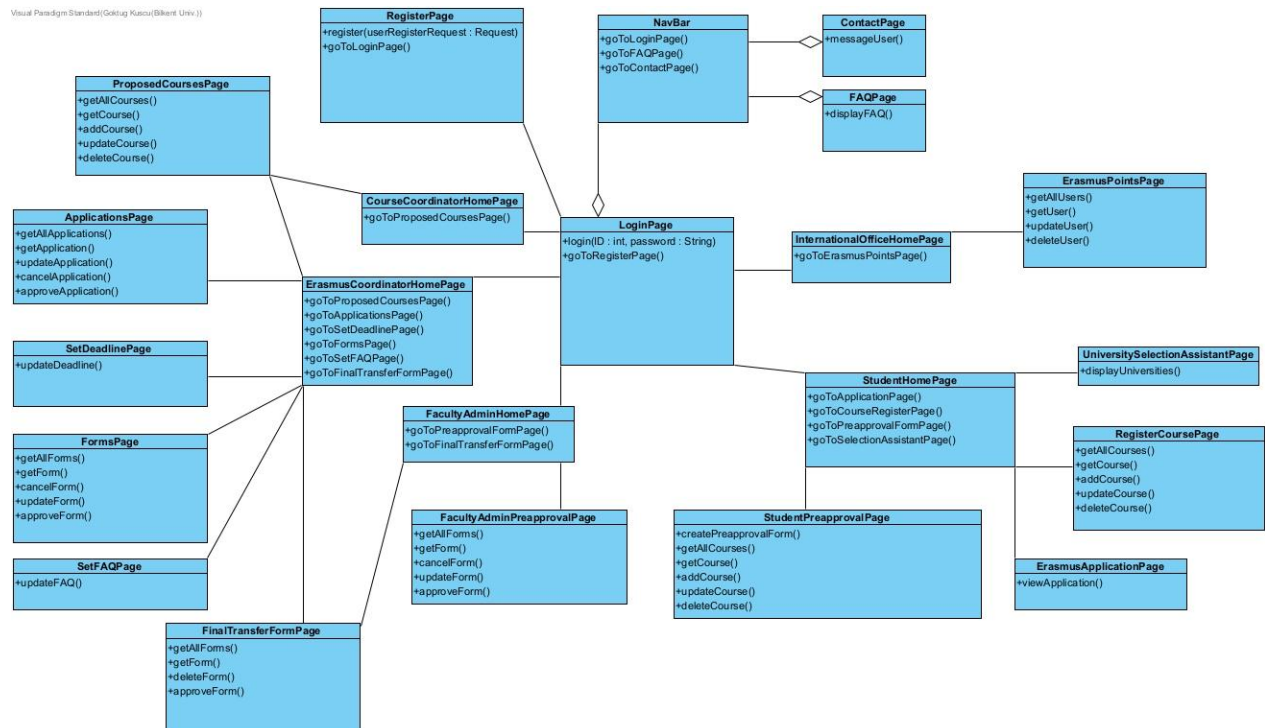 Visual Paradigm Standard(Goktug Kuscu(Bilkent Univ.))
RegisterPage
+register(userRegisterRequest : Request)
+goToLoginPage()
NavBar
+goToLoginPage()
+goToFAQPage()
+goToContactPage()
ContactPage
+messageUser()
FAQPage
+displayFAQ()
ProposedCoursesPage
+getAllCourses()
+getCourse()
+addCourse()
+updateCourse()
+deleteCourse()
CourseCoordinatorHomePage
+goToProposedCoursesPage()
ErasmusPointsPage
+getAllUsers()
+getUser()
+updateUser()
+deleteUser()
ApplicationsPage
+getAllApplications()
+getApplication()
+updateApplication()
+cancelApplication()
+approveApplication()
LoginPage
+login(ID : int, password : String)
+goToRegisterPage()
InternationalOfficeHomePage
+goToErasmusPointsPage()
ErasmusCoordinatorHomePage
+goToProposedCoursesPage()
+goToApplicationsPage()
+goToSetDeadlinePage()
+goToFormsPage()
+goToSetFAQPage()
+goToFinalTransferFormPage()
SetDeadlinePage
+updateDeadline()
UniversitySelectionAssistantPage
+displayUniversities()
StudentHomePage
+goToApplicationPage()
+goToCourseRegisterPage()
+goToPreapprovalFormPage()
+goToSelectionAssistantPage()
FacultyAdminHomePage
+goToPreapprovalFormPage()
+goToFinalTransferFormPage()
RegisterCoursePage
+getAllCourses()
+getCourse()
+addCourse()
+updateCourse()
+deleteCourse()
FormsPage
+getAllForms()
+getForm()
+cancelForm()
+updateForm()
+approveForm()
FacultyAdminPreapprovalPage
+getAllForms()
+getForm()
+cancelForm()
+updateForm()
+approveForm()
StudentPreapprovalPage
+createPreapprovalForm()
+getAllCourses()
+getCourse()
+addCourse()
+updateCourse()
+deleteCourse()
SetFAQPage
+updateFAQ()
ErasmusApplicationPage
+viewApplication()
FinalTransferFormPage
+getAllForms()
+getForm()
+deleteForm()
+approveForm()